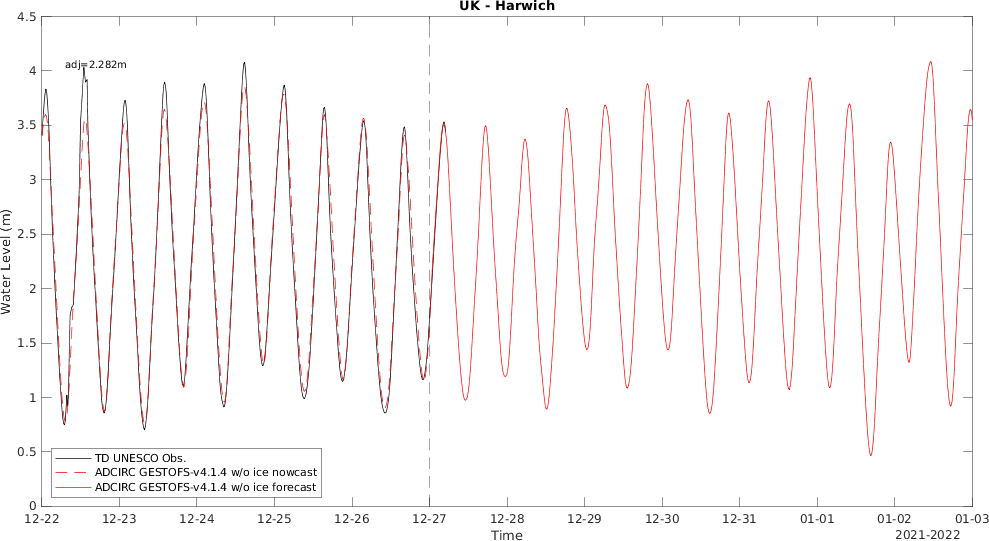 UK - Harwich
4.5
4
3.5
3
2.5
2
1.5
1
0.5
0
Water Level (m)
adj=2.282m
TD UNESCO Obs.
ADCIRC GESTOFS-v4.1.4 w/o ice nowcast
ADCIRC GESTOFS-v4.1.4 w/o ice forecast
12-22 12-23 12-24 12-25 12-26 12-27 12-28 12-29 12-30 12-31 01-01 01-02 01-03
Time
2021-2022